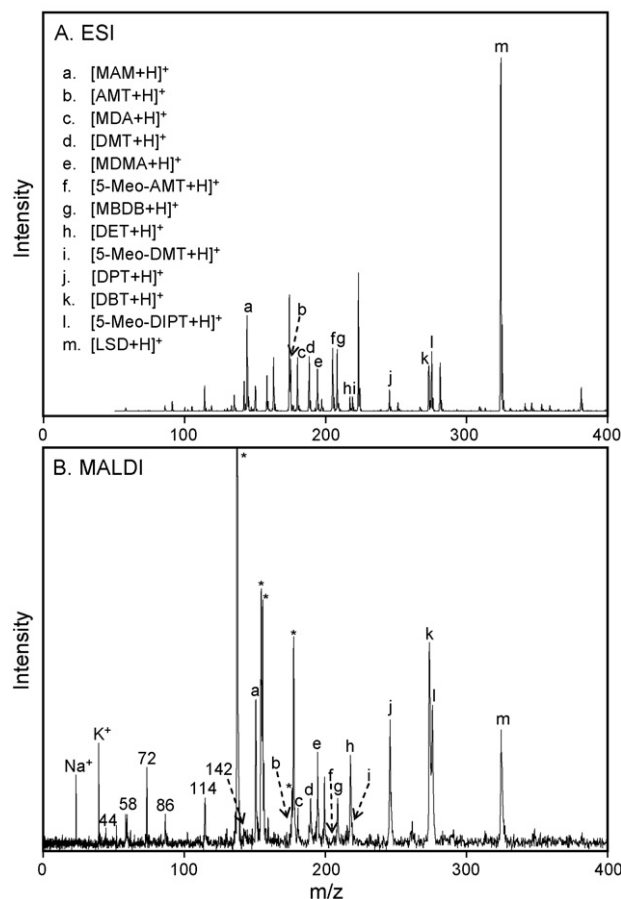 A. ESI
a. [MAM+H]⁺
b. [AMT+H]⁺
c. [MDA+H]⁺
d. [DMT+H]⁺
e. [MDMA+H]⁺
f. [5-Meo-AMT+H]⁺
g. [MBDB+H]⁺
h. [DET+H]⁺
i. [5-Meo-DMT+H]⁺
j. [DPT+H]⁺
k. [DBT+H]⁺
l. [5-Meo-DIPT+H]⁺
m. [LSD+H]⁺
Intensity
a
b
c
d
e
f
g
h
i
j
k
l
m
0 100 200 300 400
B. MALDI
Intensity
Na⁺
K⁺
44
58
72
86
114
142
*
a
*
*
b
*
*
c
d
e
f
g
h
i
j
k
l
m
0 100 200 300 400
m/z